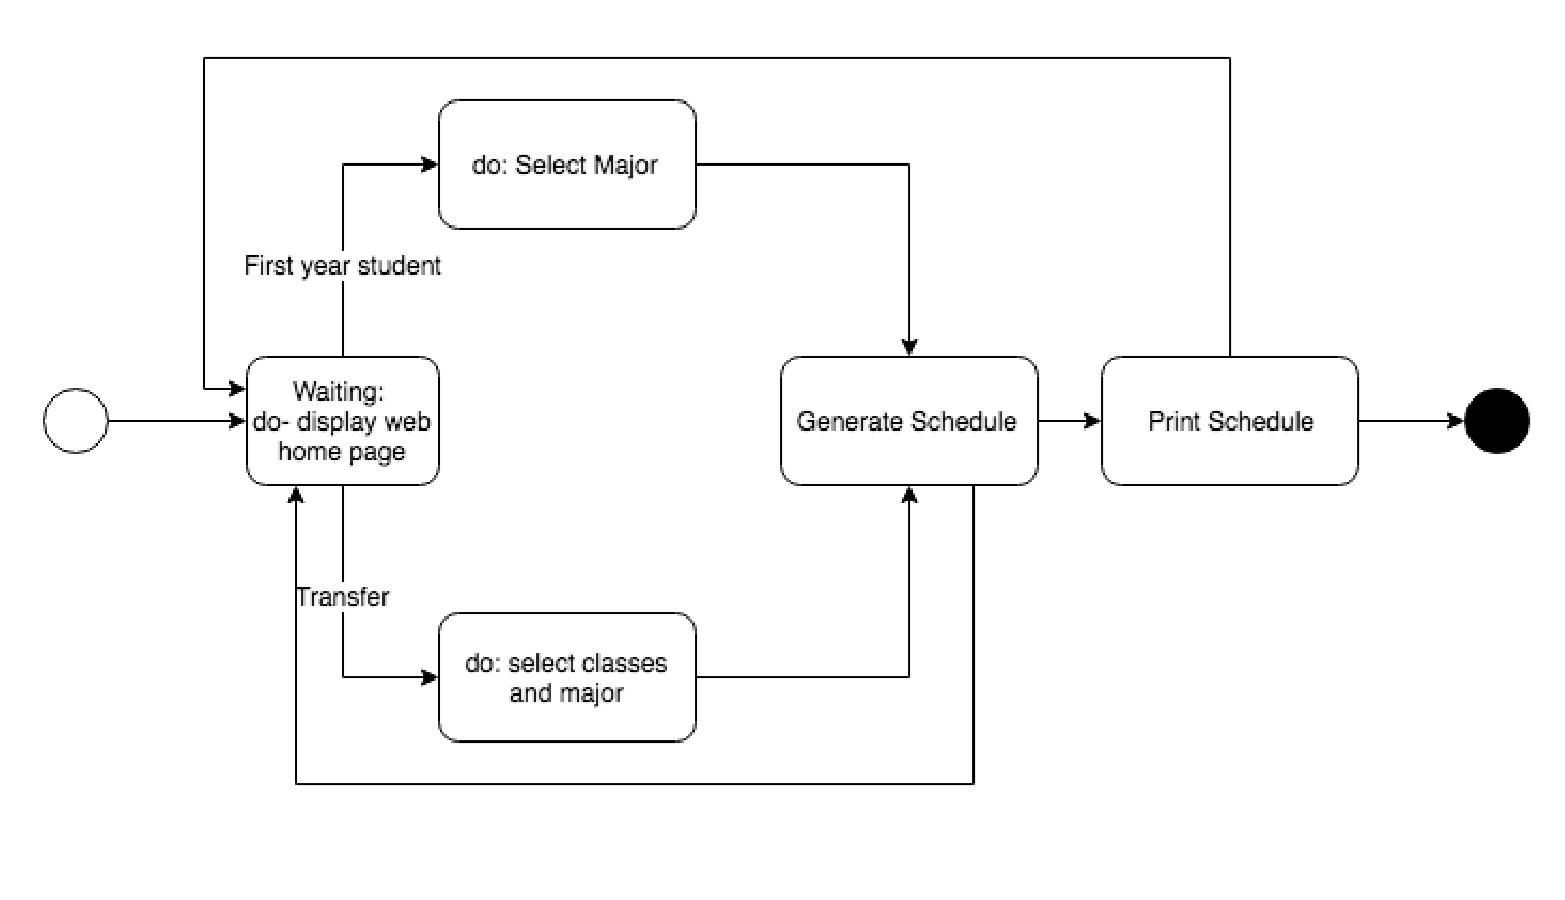 do: Select Major
First year student
Waiting:
do- display web
home page
Generate Schedule
Print Schedule
Transfer
do: select classes
and major